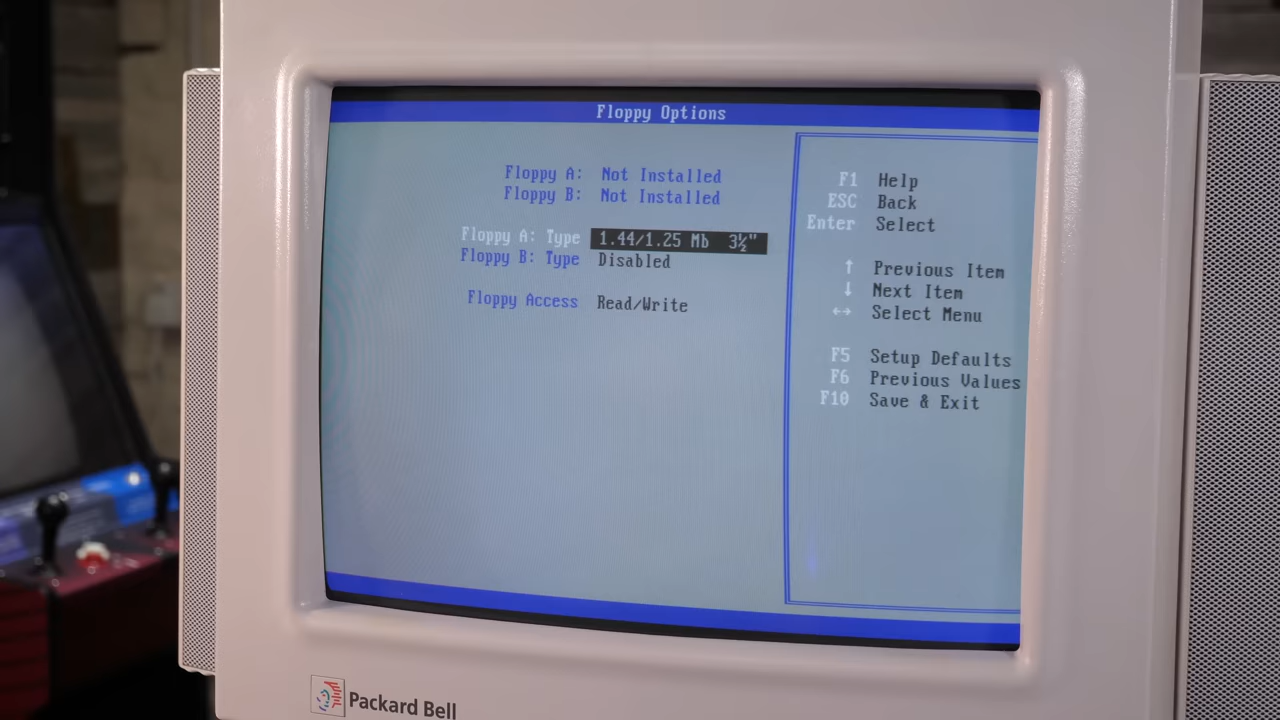 Floppy Options
Floppy A: Not Installed
Floppy B: Not Installed
Floppy A: Type 1.44/1.25 Mb 3½"
Floppy B: Type Disabled
Floppy Access Read/Write
F1 Help
ESC Back
Enter Select
↑ Previous Item
↓ Next Item
↔ Select Menu
F5 Setup Defaults
F6 Previous Values
F10 Save & Exit
Packard Bell